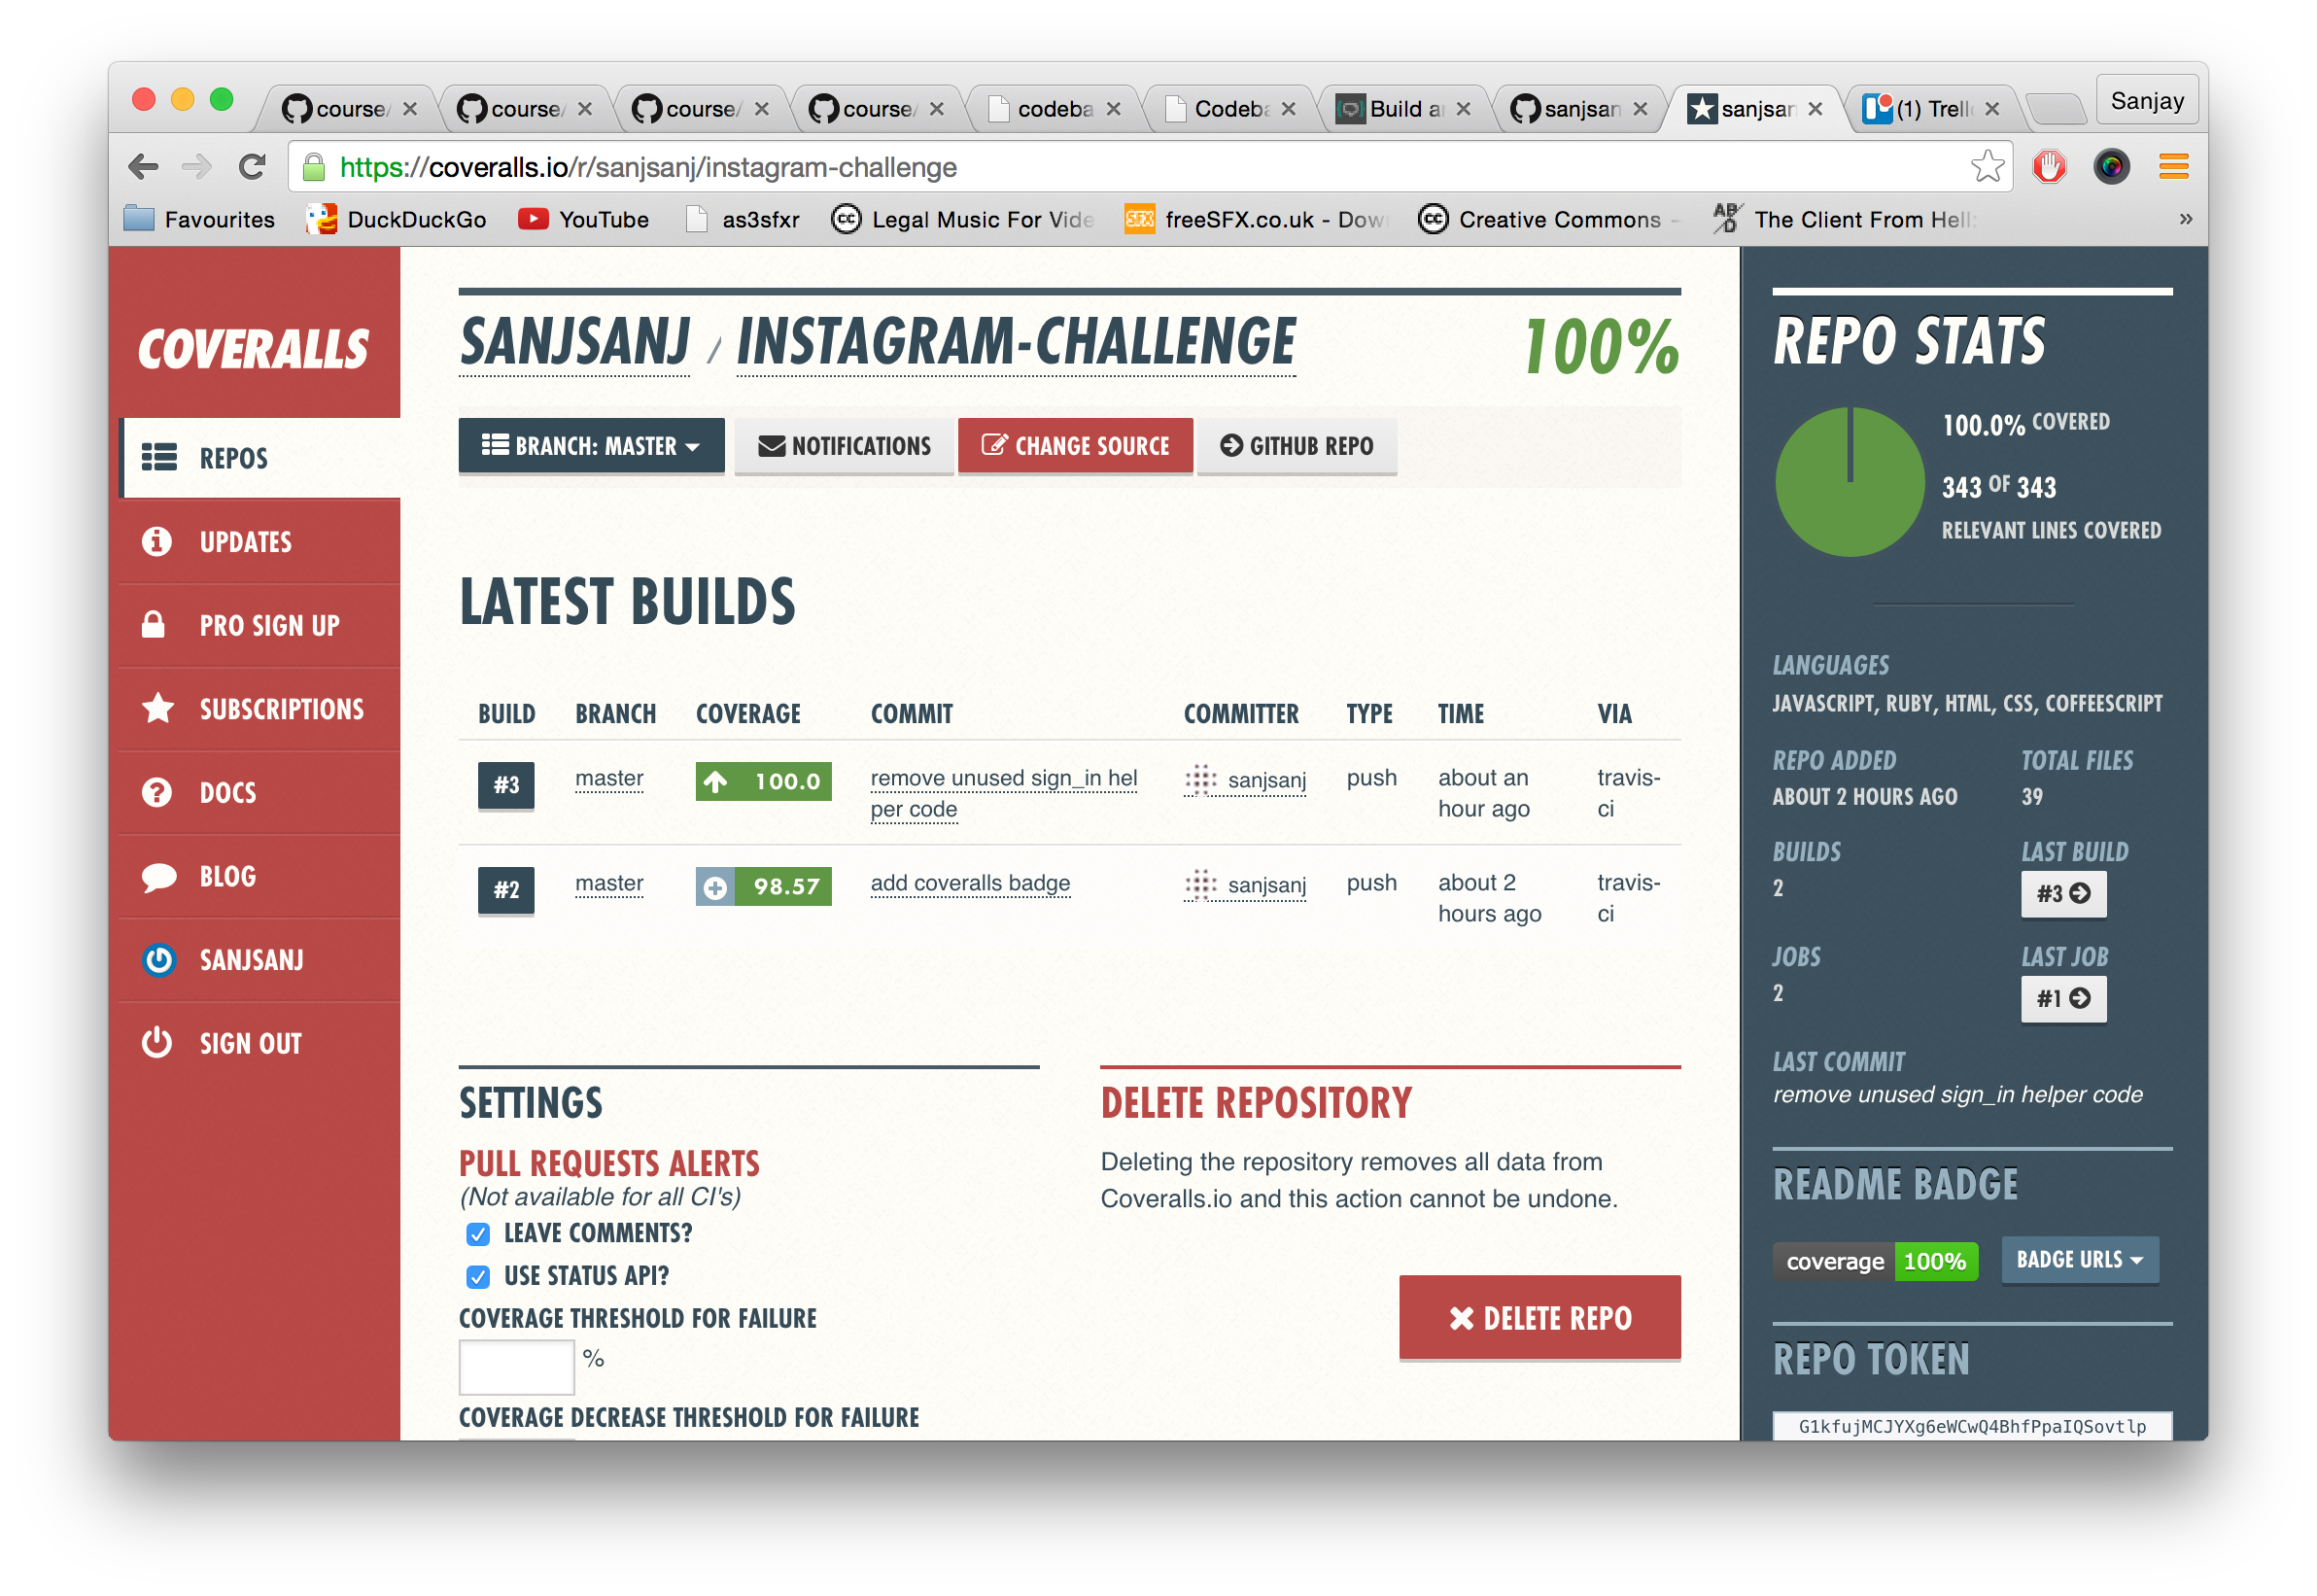 course/ course/ course/ course/ codeba Codeba Build a sanjsan sanjsan (1) Trello Sanjay
https://coveralls.io/r/sanjsanj/instagram-challenge
Favourites DuckDuckGo YouTube as3sfxr Legal Music For Vide freeSFX.co.uk - Dow Creative Commons - The Client From Hell: »
COVERALLS
REPOS
UPDATES
PRO SIGN UP
SUBSCRIPTIONS
DOCS
BLOG
SANJSANJ
SIGN OUT
SANJSANJ / INSTAGRAM-CHALLENGE 100%
BRANCH: MASTER NOTIFICATIONS CHANGE SOURCE GITHUB REPO
LATEST BUILDS
BUILD BRANCH COVERAGE COMMIT COMMITTER TYPE TIME VIA
#3 master 100.0 remove unused sign_in hel sanjsanj push about an travis-
per code hour ago ci
#2 master 98.57 add coveralls badge sanjsanj push about 2 travis-
hours ago ci
SETTINGS
PULL REQUESTS ALERTS
(Not available for all CI's)
LEAVE COMMENTS?
USE STATUS API?
COVERAGE THRESHOLD FOR FAILURE
%
COVERAGE DECREASE THRESHOLD FOR FAILURE
DELETE REPOSITORY
Deleting the repository removes all data from
Coveralls.io and this action cannot be undone.
DELETE REPO
REPO STATS
100.0% COVERED
343 OF 343
RELEVANT LINES COVERED
LANGUAGES
JAVASCRIPT, RUBY, HTML, CSS, COFFEESCRIPT
REPO ADDED TOTAL FILES
ABOUT 2 HOURS AGO 39
BUILDS LAST BUILD
2 #3
JOBS LAST JOB
2 #1
LAST COMMIT
remove unused sign_in helper code
README BADGE
coverage 100% BADGE URLS
REPO TOKEN
G1kfujMCJYXg6eWCwQ4BhfPpaIQSovtlp